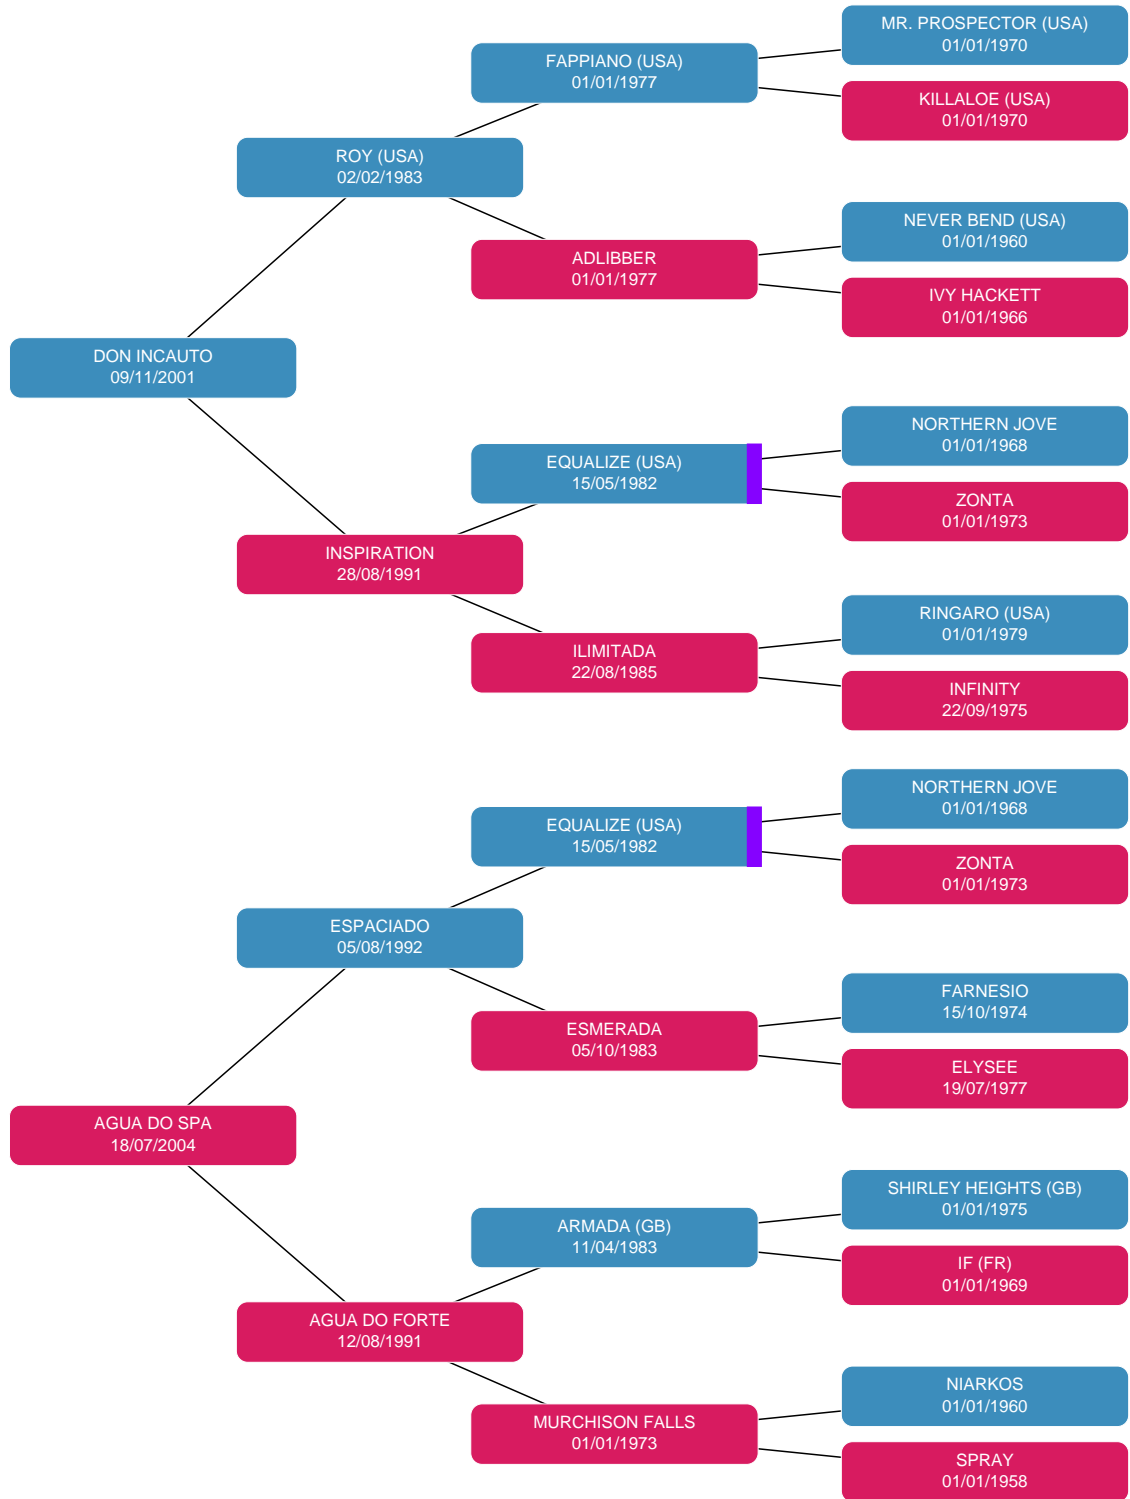 MR. PROSPECTOR (USA)
01/01/1970
FAPPIANO (USA)
01/01/1977
KILLALOE (USA)
01/01/1970
ROY (USA)
02/02/1983
NEVER BEND (USA)
01/01/1960
ADLIBBER
01/01/1977
IVY HACKETT
01/01/1966
DON INCAUTO
09/11/2001
NORTHERN JOVE
01/01/1968
EQUALIZE (USA)
15/05/1982
ZONTA
01/01/1973
INSPIRATION
28/08/1991
RINGARO (USA)
01/01/1979
ILIMITADA
22/08/1985
INFINITY
22/09/1975
NORTHERN JOVE
01/01/1968
EQUALIZE (USA)
15/05/1982
ZONTA
01/01/1973
ESPACIADO
05/08/1992
FARNESIO
15/10/1974
ESMERADA
05/10/1983
ELYSEE
19/07/1977
AGUA DO SPA
18/07/2004
SHIRLEY HEIGHTS (GB)
01/01/1975
ARMADA (GB)
11/04/1983
IF (FR)
01/01/1969
AGUA DO FORTE
12/08/1991
NIARKOS
01/01/1960
MURCHISON FALLS
01/01/1973
SPRAY
01/01/1958